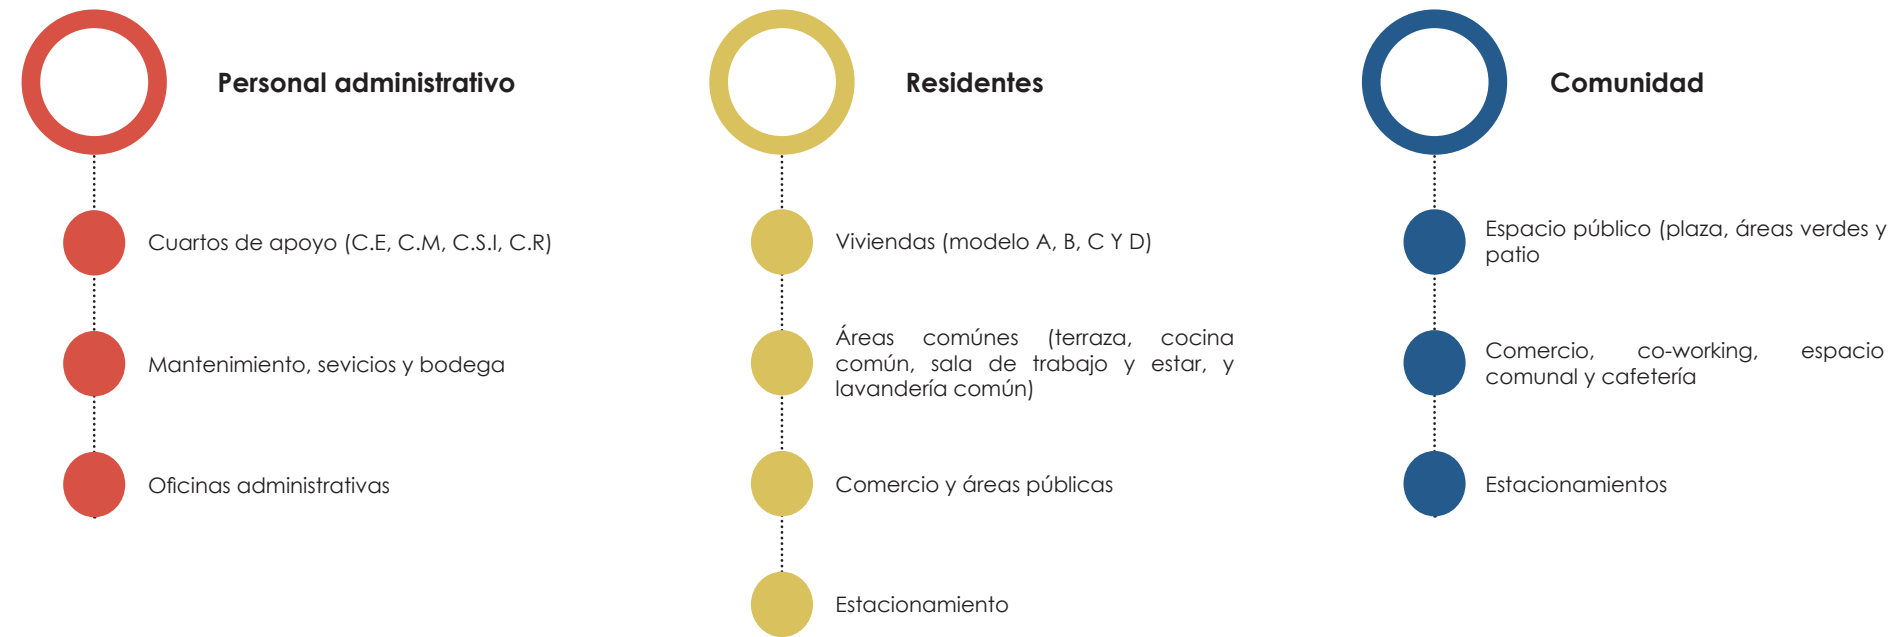 Personal administrativo
Cuartos de apoyo (C.E, C.M, C.S.I, C.R)
Mantenimiento, sevicios y bodega
Oficinas administrativas
Residentes
Viviendas (modelo A, B, C Y D)
Áreas comúnes (terraza, cocina
común, sala de trabajo y estar, y
lavandería común)
Comercio y áreas públicas
Estacionamiento
Comunidad
Espacio público (plaza, áreas verdes y
patio
Comercio, co-working, espacio
comunal y cafetería
Estacionamientos